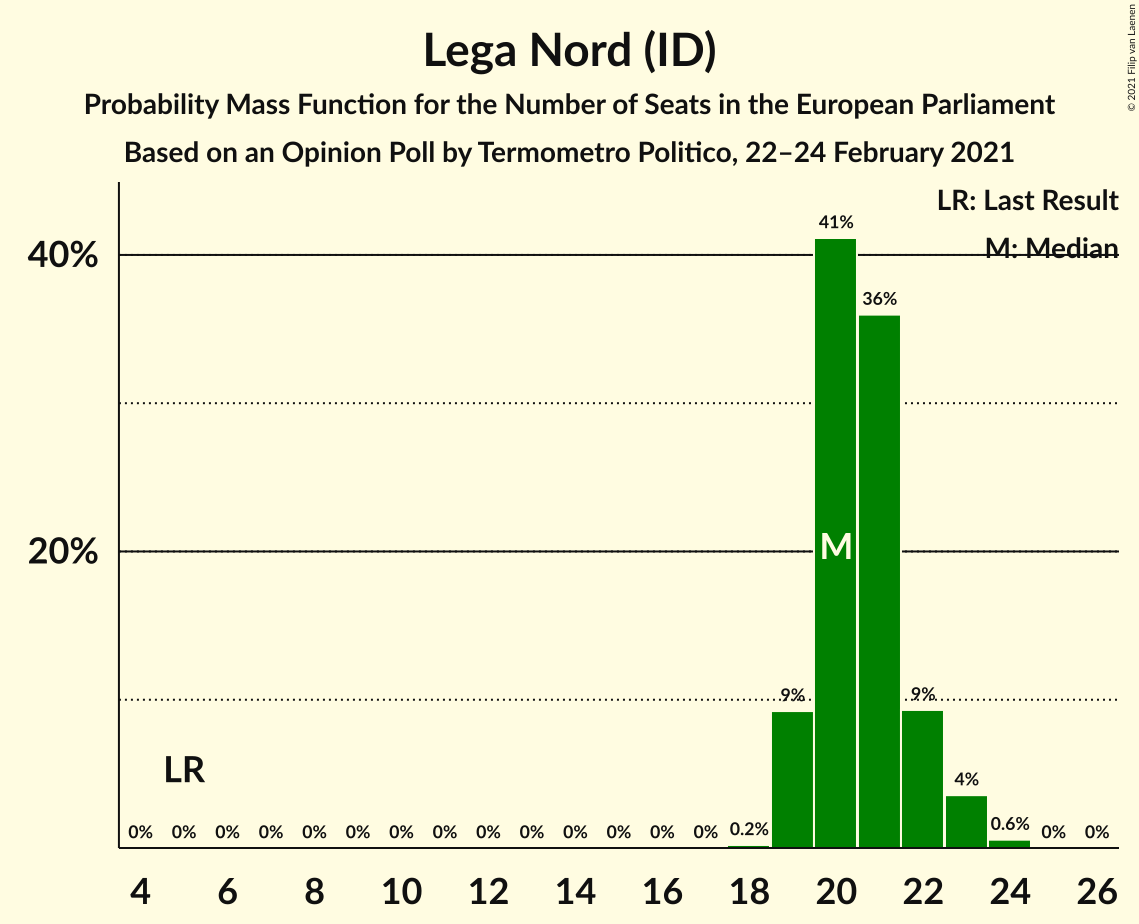 Lega Nord (ID)
Probability Mass Function for the Number of Seats in the European Parliament
Based on an Opinion Poll by Termometro Politico, 22–24 February 2021
© 2021 Filip van Laenen
LR: Last Result
M: Median
40%
20%
41%
36%
M
9%
9%
4%
LR
0% 0% 0% 0% 0% 0% 0% 0% 0% 0% 0% 0% 0% 0% 0.2% 0.6% 0% 0%
4 6 8 10 12 14 16 18 20 22 24 26